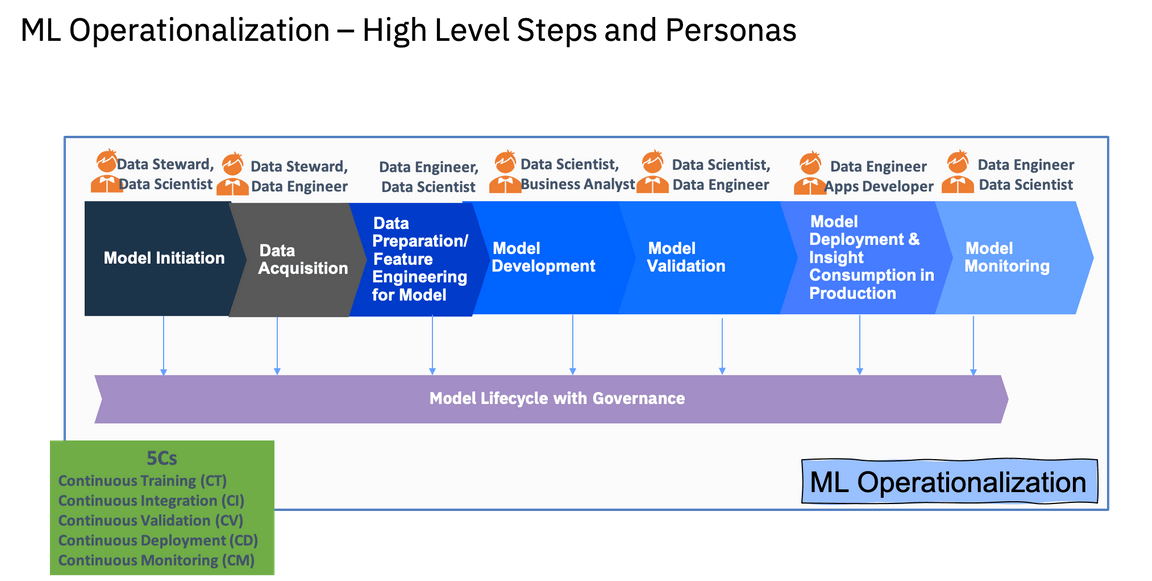 ML Operationalization – High Level Steps and Personas
Data Steward,
Data Scientist
Data Steward,
Data Engineer
Data Engineer,
Data Scientist
Data Scientist,
Business Analyst
Data Scientist,
Data Engineer
Data Engineer
Apps Developer
Data Engineer
Data Scientist
Model Initiation
Data
Acquisition
Data
Preparation/
Feature
Engineering
for Model
Model
Development
Model
Validation
Model
Deployment &
Insight
Consumption in
Production
Model
Monitoring
Model Lifecycle with Governance
5Cs
Continuous Training (CT)
Continuous Integration (CI)
Continuous Validation (CV)
Continuous Deployment (CD)
Continuous Monitoring (CM)
ML Operationalization